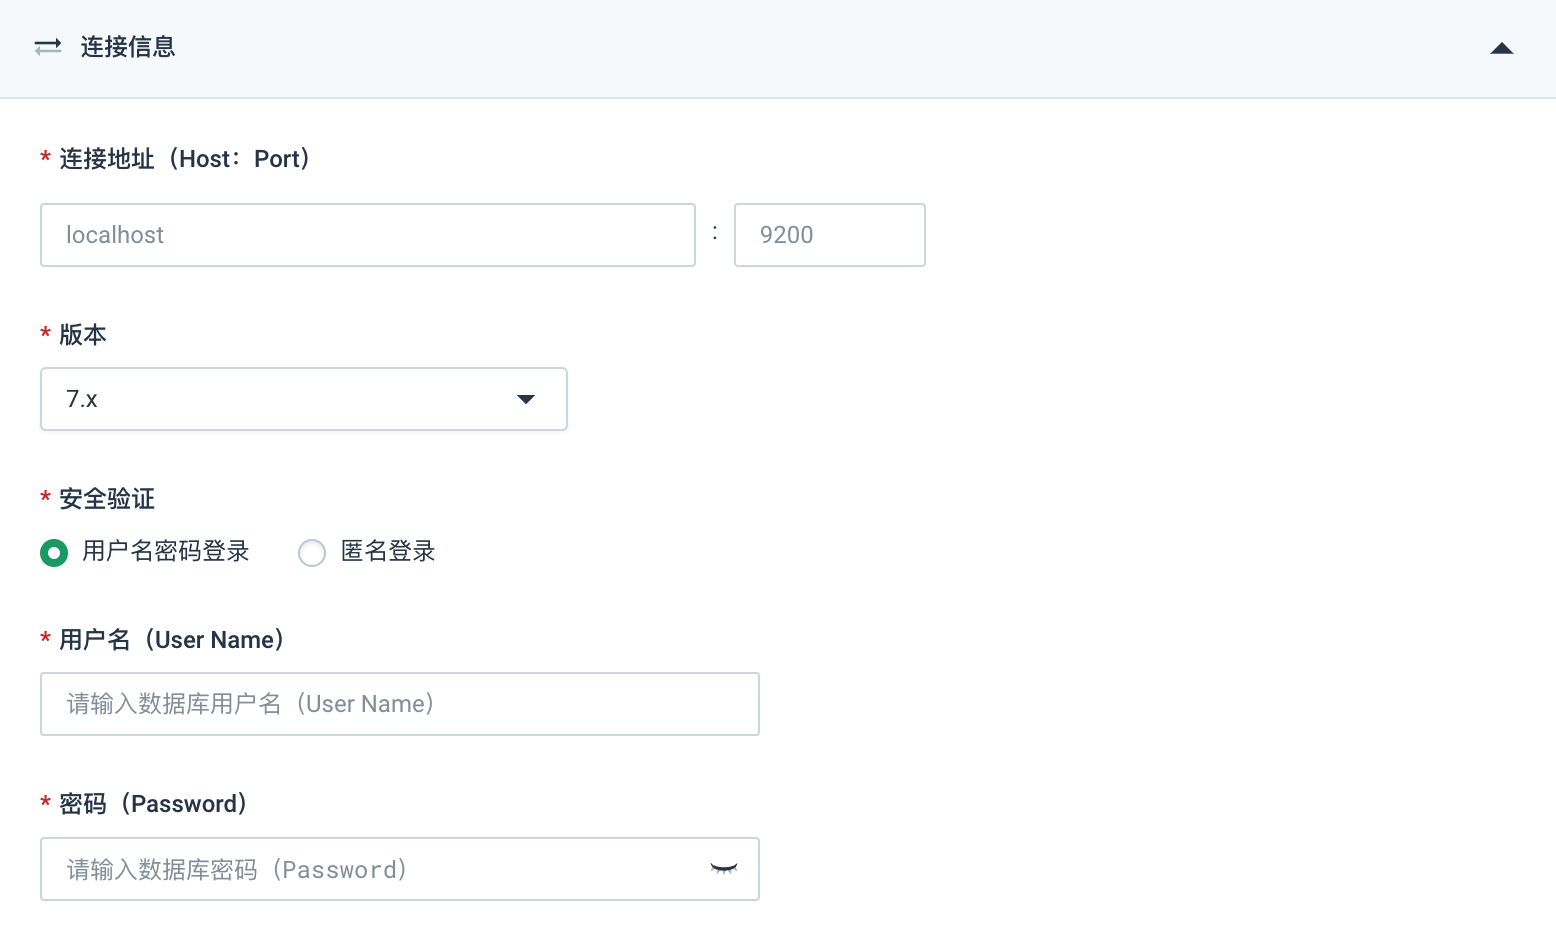 连接信息
* 连接地址（Host：Port）
localhost : 9200
* 版本
7.x
* 安全验证
用户名密码登录 匿名登录
* 用户名（User Name）
请输入数据库用户名（User Name）
* 密码（Password）
请输入数据库密码（Password）